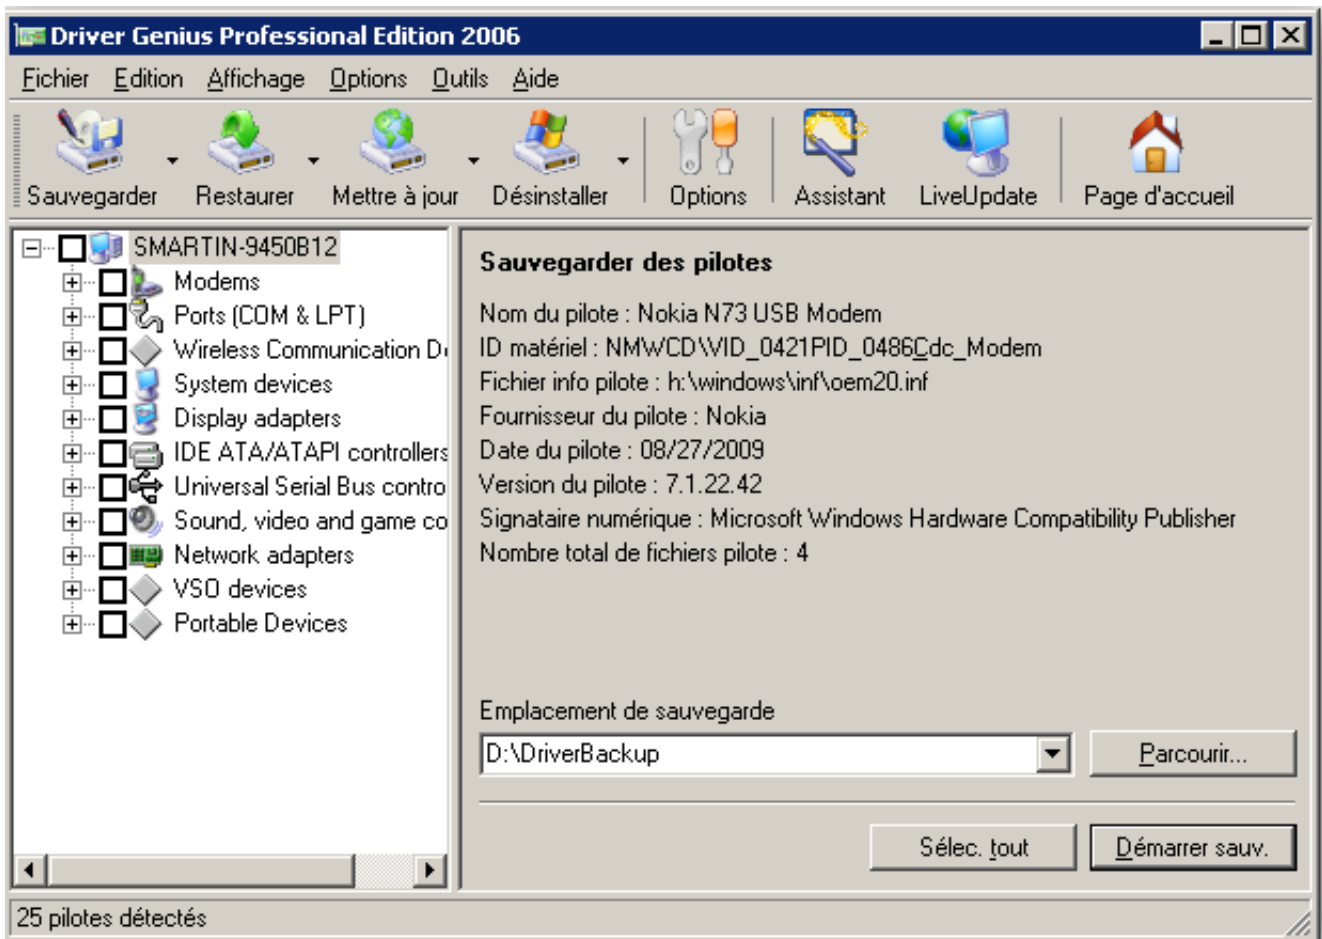 Driver Genius Professional Edition 2006
Fichier Edition Affichage Options Outils Aide
Sauvegarder Restaurer Mettre à jour Désinstaller Options Assistant LiveUpdate Page d'accueil
SMARTIN-9450B12
Modems
Ports (COM & LPT)
Wireless Communication De
System devices
Display adapters
IDE ATA/ATAPI controllers
Universal Serial Bus contro
Sound, video and game co
Network adapters
VSO devices
Portable Devices
Sauvegarder des pilotes
Nom du pilote : Nokia N73 USB Modem
ID matériel : NMWCD\VID_0421PID_0486Cdc_Modem
Fichier info pilote : h:\windows\inf\oem20.inf
Fournisseur du pilote : Nokia
Date du pilote : 08/27/2009
Version du pilote : 7.1.22.42
Signataire numérique : Microsoft Windows Hardware Compatibility Publisher
Nombre total de fichiers pilote : 4
Emplacement de sauvegarde
D:\DriverBackup Parcourir...
Sélec. tout Démarrer sauv.
25 pilotes détectés